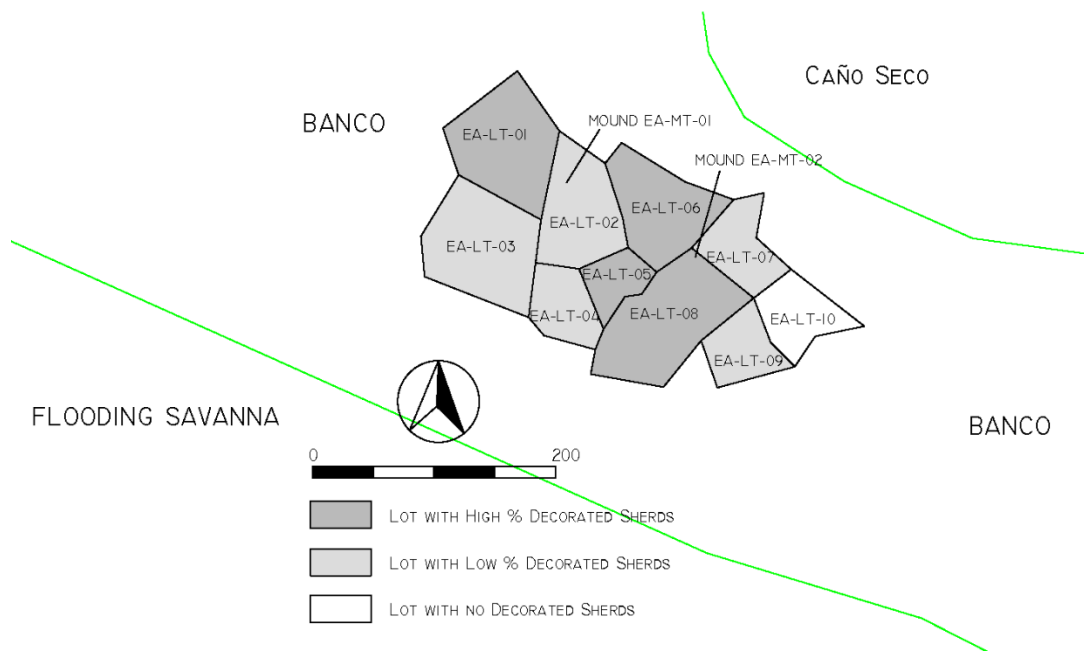 Caño Seco
BANCO
MOUND EA-MT-01
EA-LT-01
MOUND EA-MT-02
EA-LT-06
EA-LT-02
EA-LT-03
EA-LT-07
EA-LT-05
EA-LT-04
EA-LT-08
EA-LT-10
EA-LT-09
FLOODING SAVANNA
BANCO
0 200
Lot with High % Decorated Sherds
Lot with Low % Decorated Sherds
Lot with no Decorated Sherds